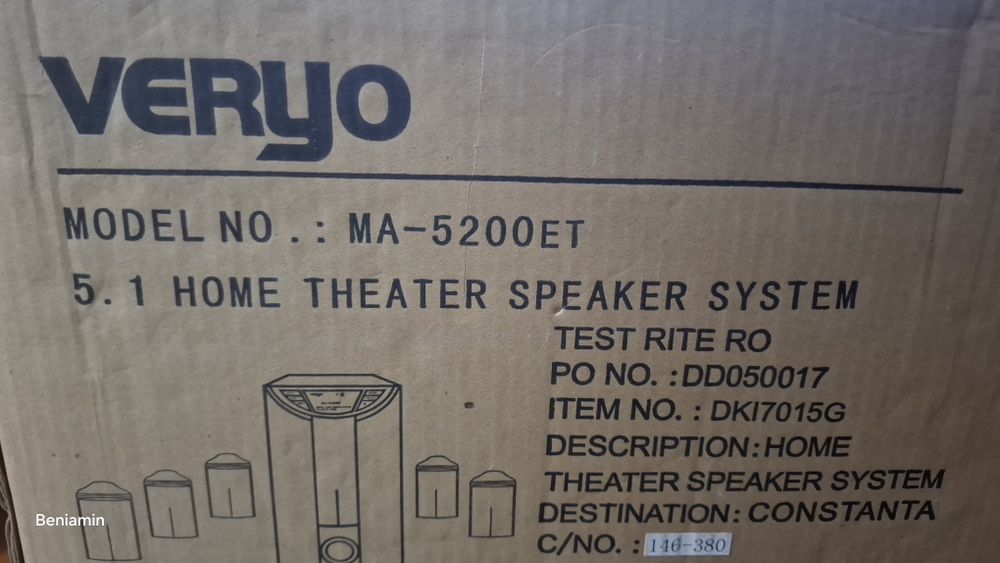 VERYO
MODEL NO.: MA-5200ET
5.1 HOME THEATER SPEAKER SYSTEM
TEST RITE RO
PO NO. :DD050017
ITEM NO. : DKI7015G
DESCRIPTION:HOME
THEATER SPEAKER SYSTEM
DESTINATION: CONSTANTA
C/NO. : 146-380
Beniamin